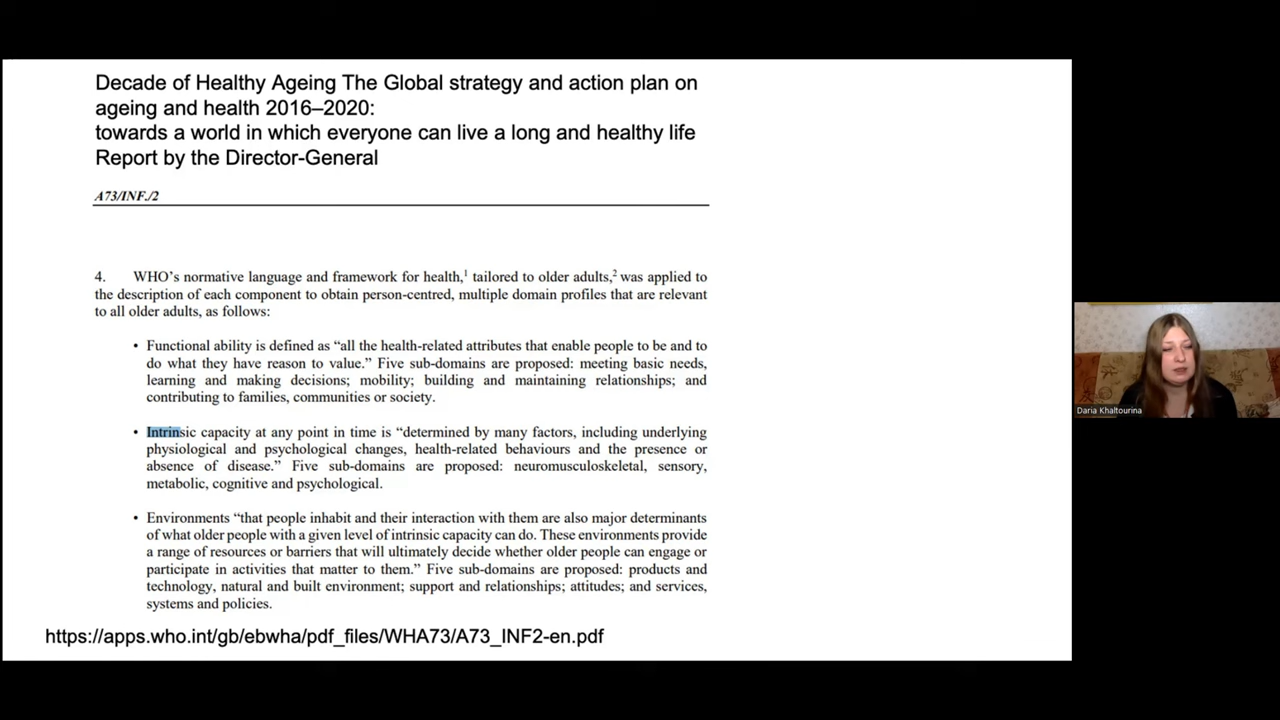 Decade of Healthy Ageing The Global strategy and action plan on
ageing and health 2016–2020:
towards a world in which everyone can live a long and healthy life
Report by the Director-General
A73/INF./2
4. WHO's normative language and framework for health,1 tailored to older adults,2 was applied to
the description of each component to obtain person-centred, multiple domain profiles that are relevant
to all older adults, as follows:
• Functional ability is defined as “all the health-related attributes that enable people to be and to
do what they have reason to value.” Five sub-domains are proposed: meeting basic needs,
learning and making decisions; mobility; building and maintaining relationships; and
contributing to families, communities or society.
• Intrinsic capacity at any point in time is “determined by many factors, including underlying
physiological and psychological changes, health-related behaviours and the presence or
absence of disease.” Five sub-domains are proposed: neuromusculoskeletal, sensory,
metabolic, cognitive and psychological.
• Environments “that people inhabit and their interaction with them are also major determinants
of what older people with a given level of intrinsic capacity can do. These environments provide
a range of resources or barriers that will ultimately decide whether older people can engage or
participate in activities that matter to them.” Five sub-domains are proposed: products and
technology, natural and built environment; support and relationships; attitudes; and services,
systems and policies.
https://apps.who.int/gb/ebwha/pdf_files/WHA73/A73_INF2-en.pdf
Daria Khaltourina